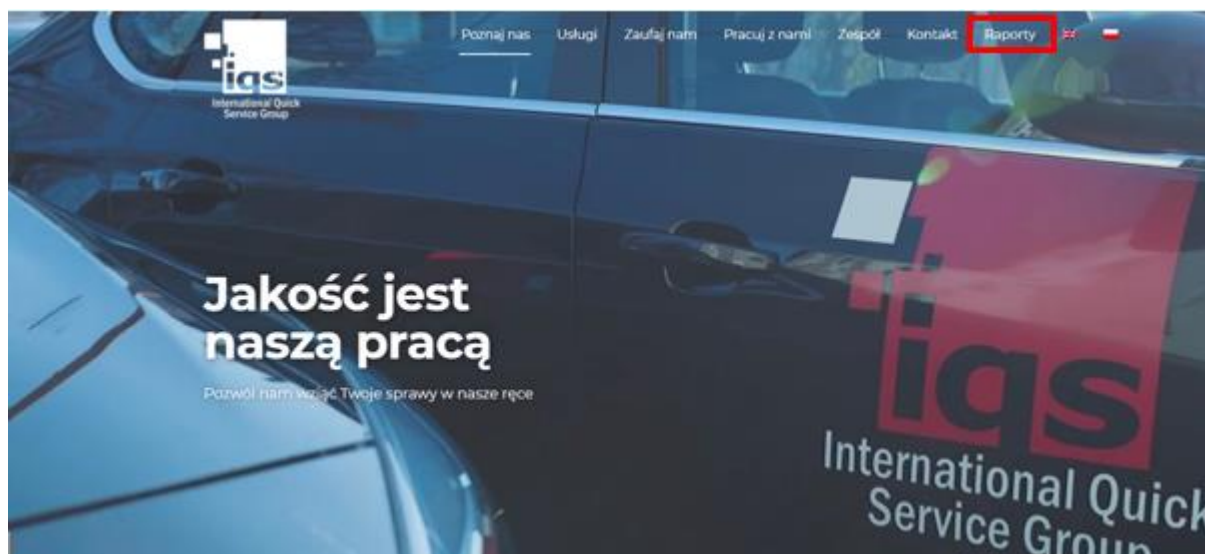 Poznaj nas Usługi Zaufaj nam Pracuj z nami Zespół Kontakt Raporty
iqs
International Quick
Service Group
Jakość jest
naszą pracą
Pozwól nam wziąć Twoje sprawy w nasze ręce
iqs
International Quick
Service Group